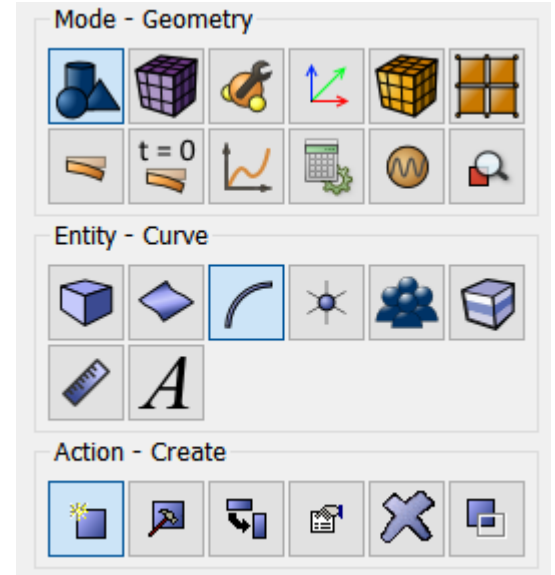 Mode - Geometry
t = 0
Entity - Curve
A
Action - Create